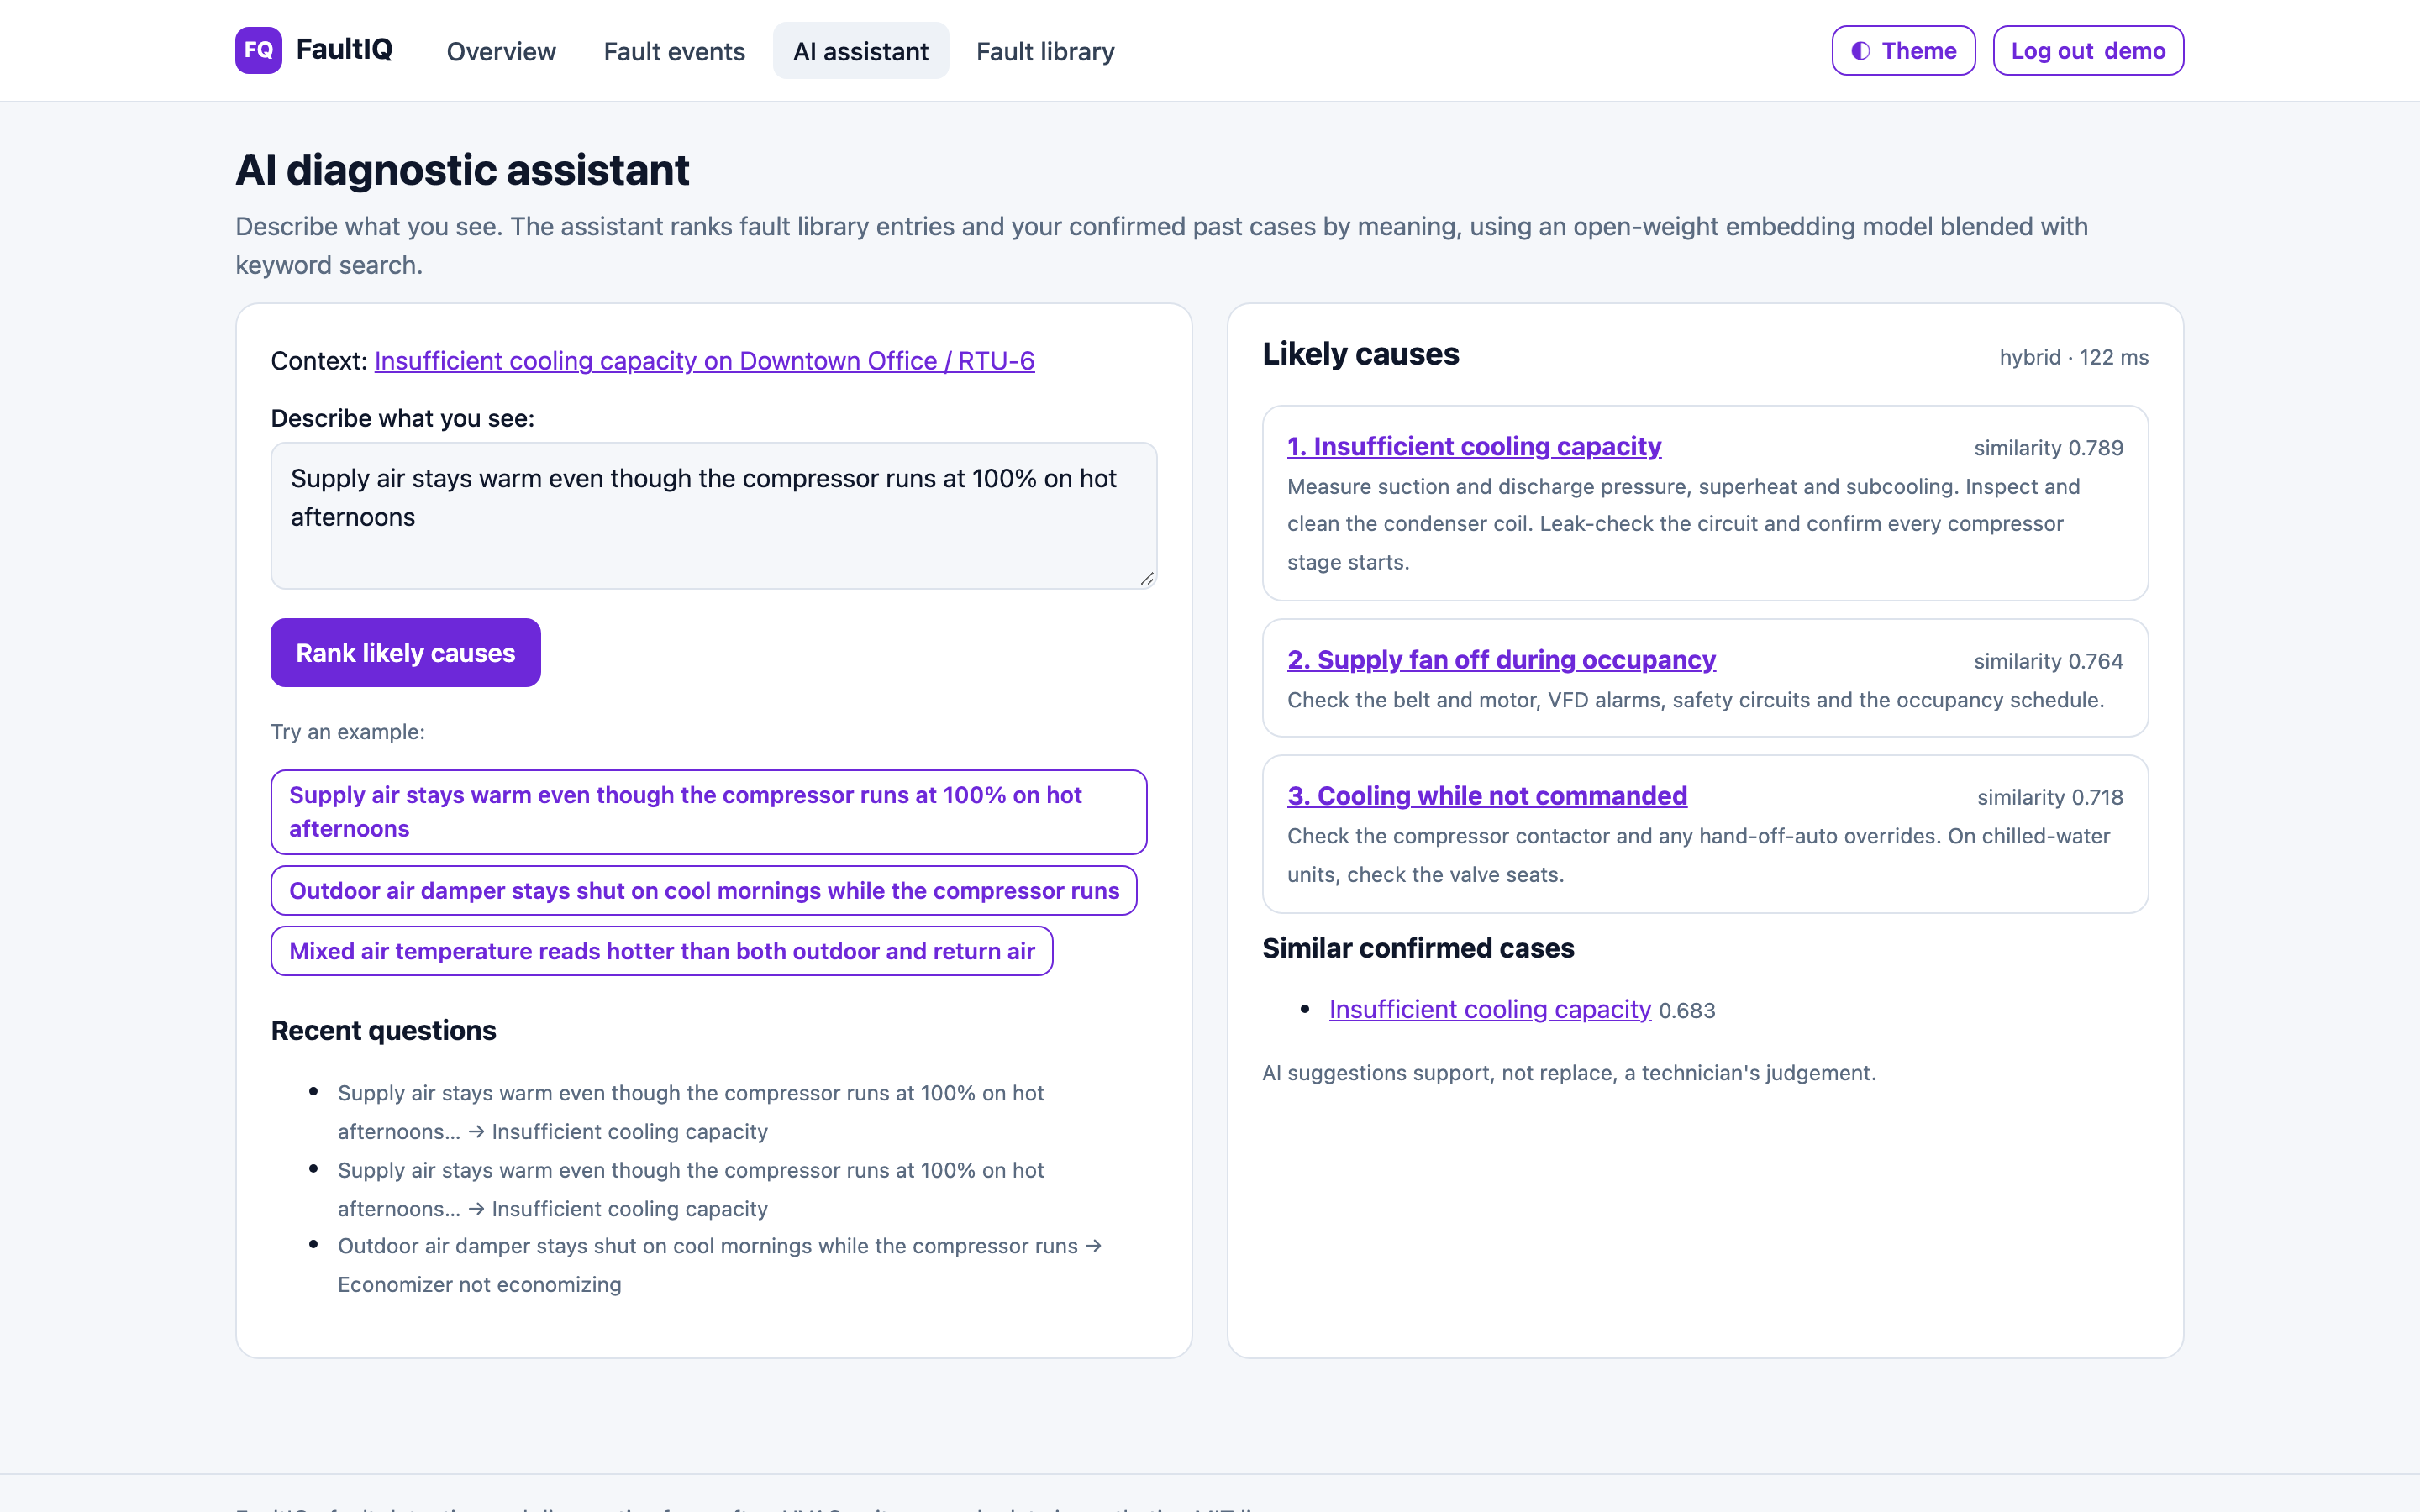 FQ FaultIQ Overview Fault events AI assistant Fault library Theme Log out demo
AI diagnostic assistant
Describe what you see. The assistant ranks fault library entries and your confirmed past cases by meaning, using an open-weight embedding model blended with
keyword search.
Context: Insufficient cooling capacity on Downtown Office / RTU-6
Describe what you see:
Supply air stays warm even though the compressor runs at 100% on hot
afternoons
Rank likely causes
Try an example:
Supply air stays warm even though the compressor runs at 100% on hot
afternoons
Outdoor air damper stays shut on cool mornings while the compressor runs
Mixed air temperature reads hotter than both outdoor and return air
Recent questions
• Supply air stays warm even though the compressor runs at 100% on hot
afternoons... → Insufficient cooling capacity
• Supply air stays warm even though the compressor runs at 100% on hot
afternoons... → Insufficient cooling capacity
• Outdoor air damper stays shut on cool mornings while the compressor runs →
Economizer not economizing
Likely causes hybrid · 122 ms
1. Insufficient cooling capacity similarity 0.789
Measure suction and discharge pressure, superheat and subcooling. Inspect and
clean the condenser coil. Leak-check the circuit and confirm every compressor
stage starts.
2. Supply fan off during occupancy similarity 0.764
Check the belt and motor, VFD alarms, safety circuits and the occupancy schedule.
3. Cooling while not commanded similarity 0.718
Check the compressor contactor and any hand-off-auto overrides. On chilled-water
units, check the valve seats.
Similar confirmed cases
• Insufficient cooling capacity 0.683
AI suggestions support, not replace, a technician's judgement.